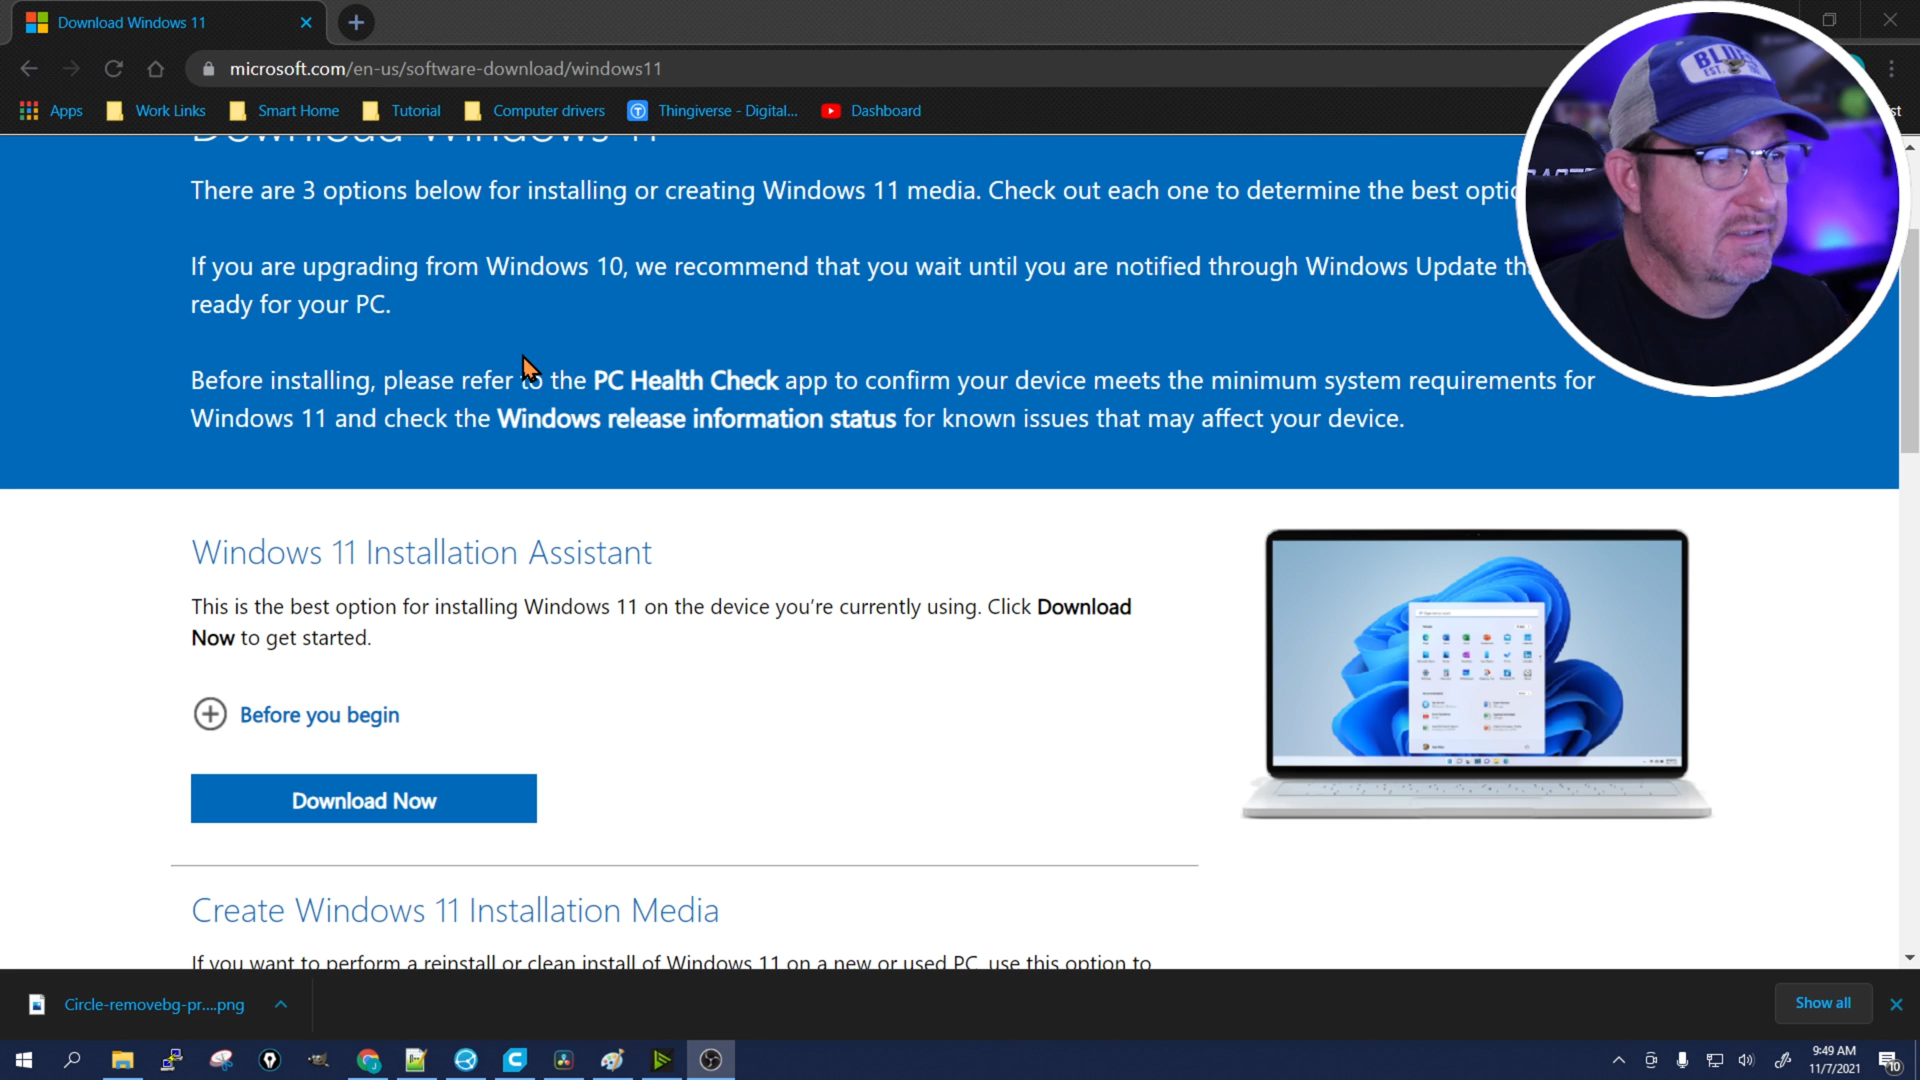 Download Windows 11
microsoft.com/en-us/software-download/windows11
Apps Work Links Smart Home Tutorial Computer drivers Thingiverse - Digital... Dashboard
Download Windows 11
There are 3 options below for installing or creating Windows 11 media. Check out each one to determine the best
If you are upgrading from Windows 10, we recommend that you wait until you are notified through Windows Update
ready for your PC.
Before installing, please refer to the PC Health Check app to confirm your device meets the minimum system requirements for
Windows 11 and check the Windows release information status for known issues that may affect your device.
Windows 11 Installation Assistant
This is the best option for installing Windows 11 on the device you're currently using. Click Download
Now to get started.
Before you begin
Download Now
Create Windows 11 Installation Media
If you want to perform a reinstall or clean install of Windows 11 on a new or used PC, use this option to
Circle-removebg-pr....png
Show all
9:49 AM
11/7/2021
10